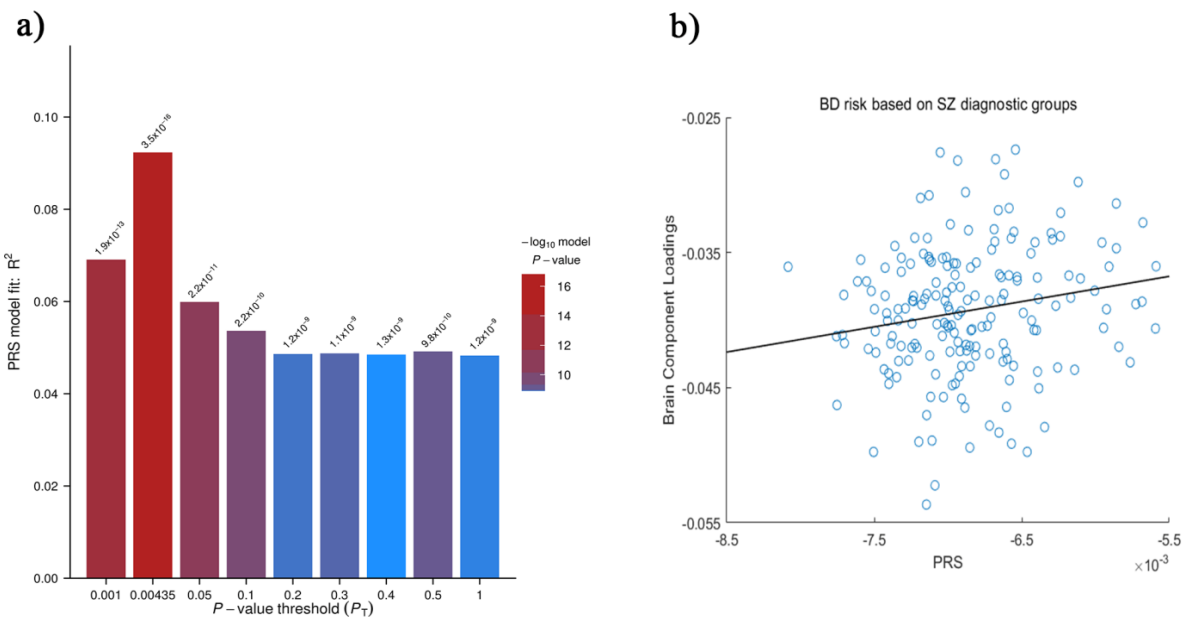 a)
PRS model fit: R²
0.10
0.08
0.06
0.04
0.02
0.00
1.9x10⁻¹³
3.5x10⁻¹⁶
2.2x10⁻¹¹
2.2x10⁻¹⁰
1.2x10⁻⁹
1.1x10⁻⁹
1.3x10⁻⁹
9.8x10⁻¹⁰
1.2x10⁻⁹
0.001 0.00435 0.05 0.1 0.2 0.3 0.4 0.5 1
P – value threshold (P_T)
–log₁₀ model
P – value
16
14
12
10
b)
BD risk based on SZ diagnostic groups
Brain Component Loadings
-0.025
-0.035
-0.045
-0.055
-8.5 -7.5 -6.5 -5.5
PRS
×10⁻³